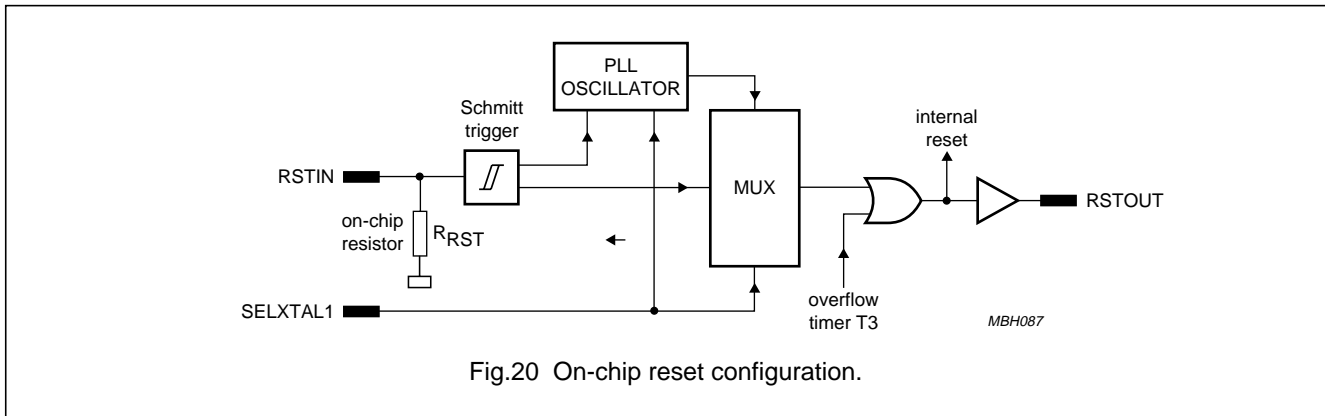 PLL
OSCILLATOR
Schmitt
trigger
internal
reset
RSTIN
MUX
RSTOUT
on-chip
resistor
RRST
SELXTAL1
overflow
timer T3
MBH087
Fig.20 On-chip reset configuration.